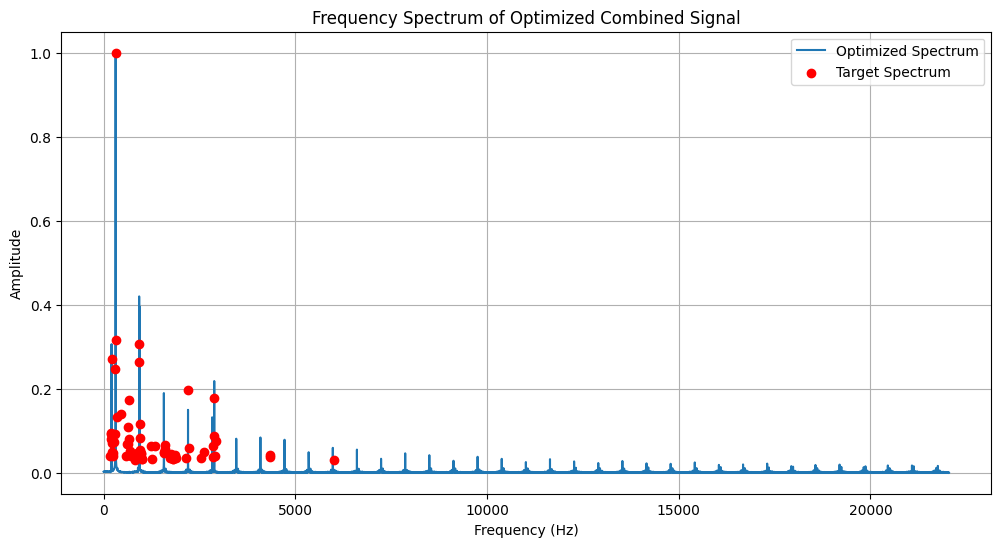 Frequency Spectrum of Optimized Combined Signal
Optimized Spectrum
Target Spectrum
Amplitude
1.0
0.8
0.6
0.4
0.2
0.0
0
5000
10000
15000
20000
Frequency (Hz)